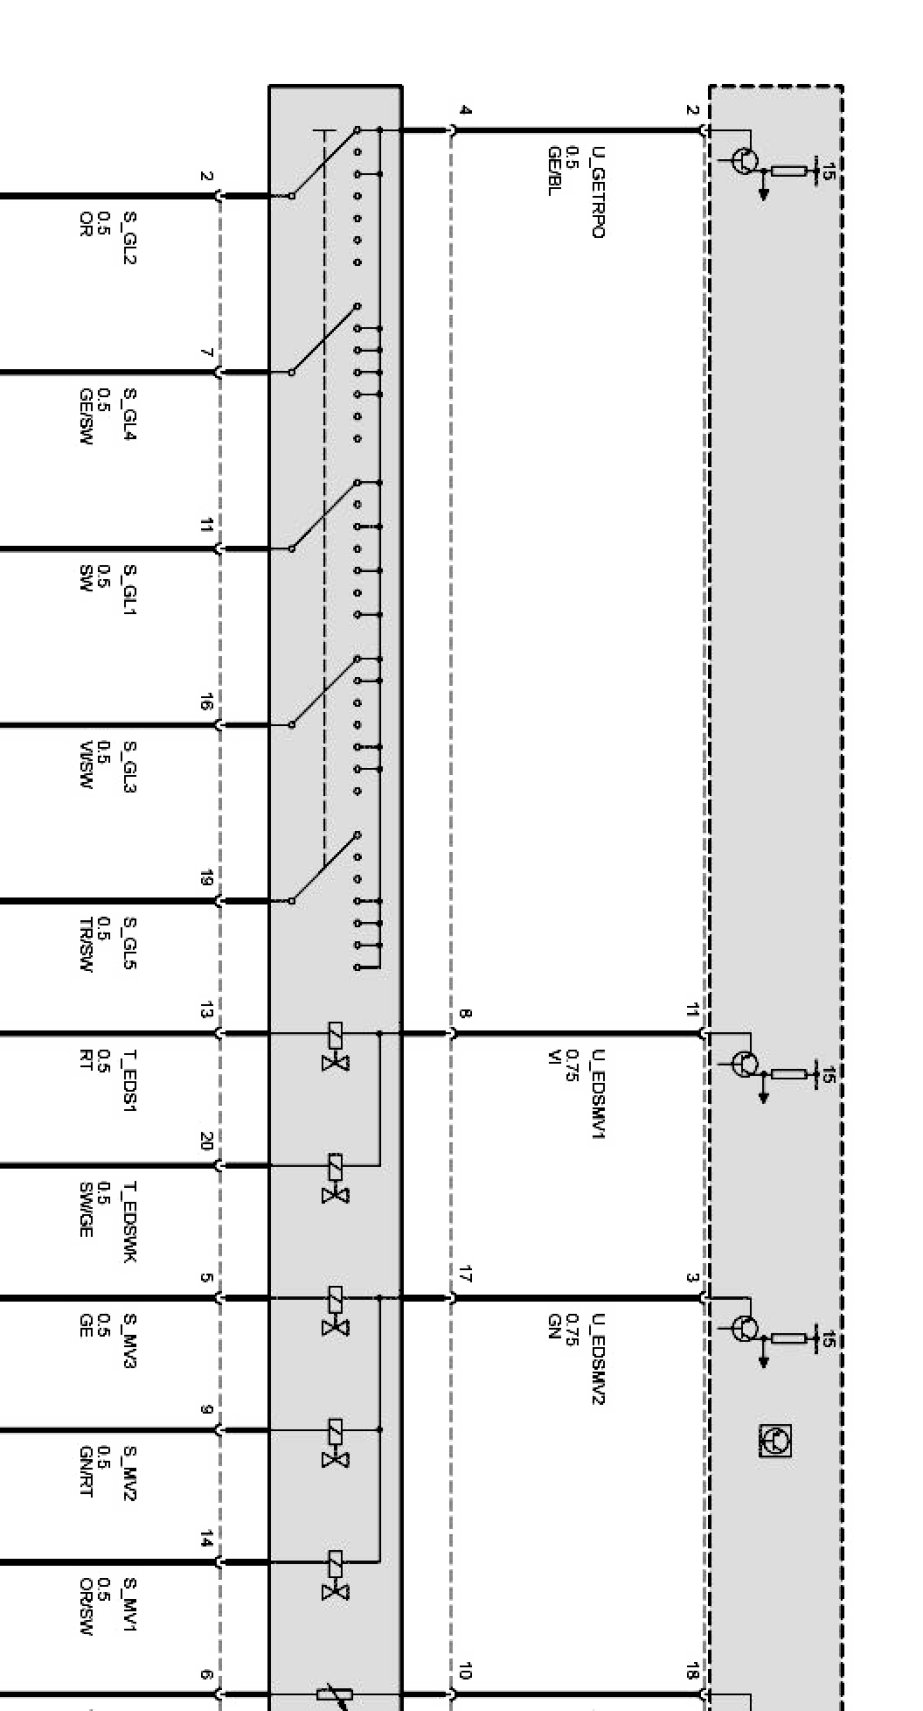 2
4
15
U_GETRPO
0.5
GE/BL
2
S_GL2
0.5
OR
7
S_GL4
0.5
GE/SW
11
S_GL1
0.5
SW
16
S_GL3
0.5
VI/SW
19
S_GL5
0.5
TR/SW
11
8
15
U_EDSMV1
0.75
VI
13
T_EDS1
0.5
RT
20
T_EDSWK
0.5
SW/GE
3
17
15
U_EDSMV2
0.75
GN
5
S_MV3
0.5
GE
9
S_MV2
0.5
GN/RT
14
S_MV1
0.5
OR/SW
18
10
6